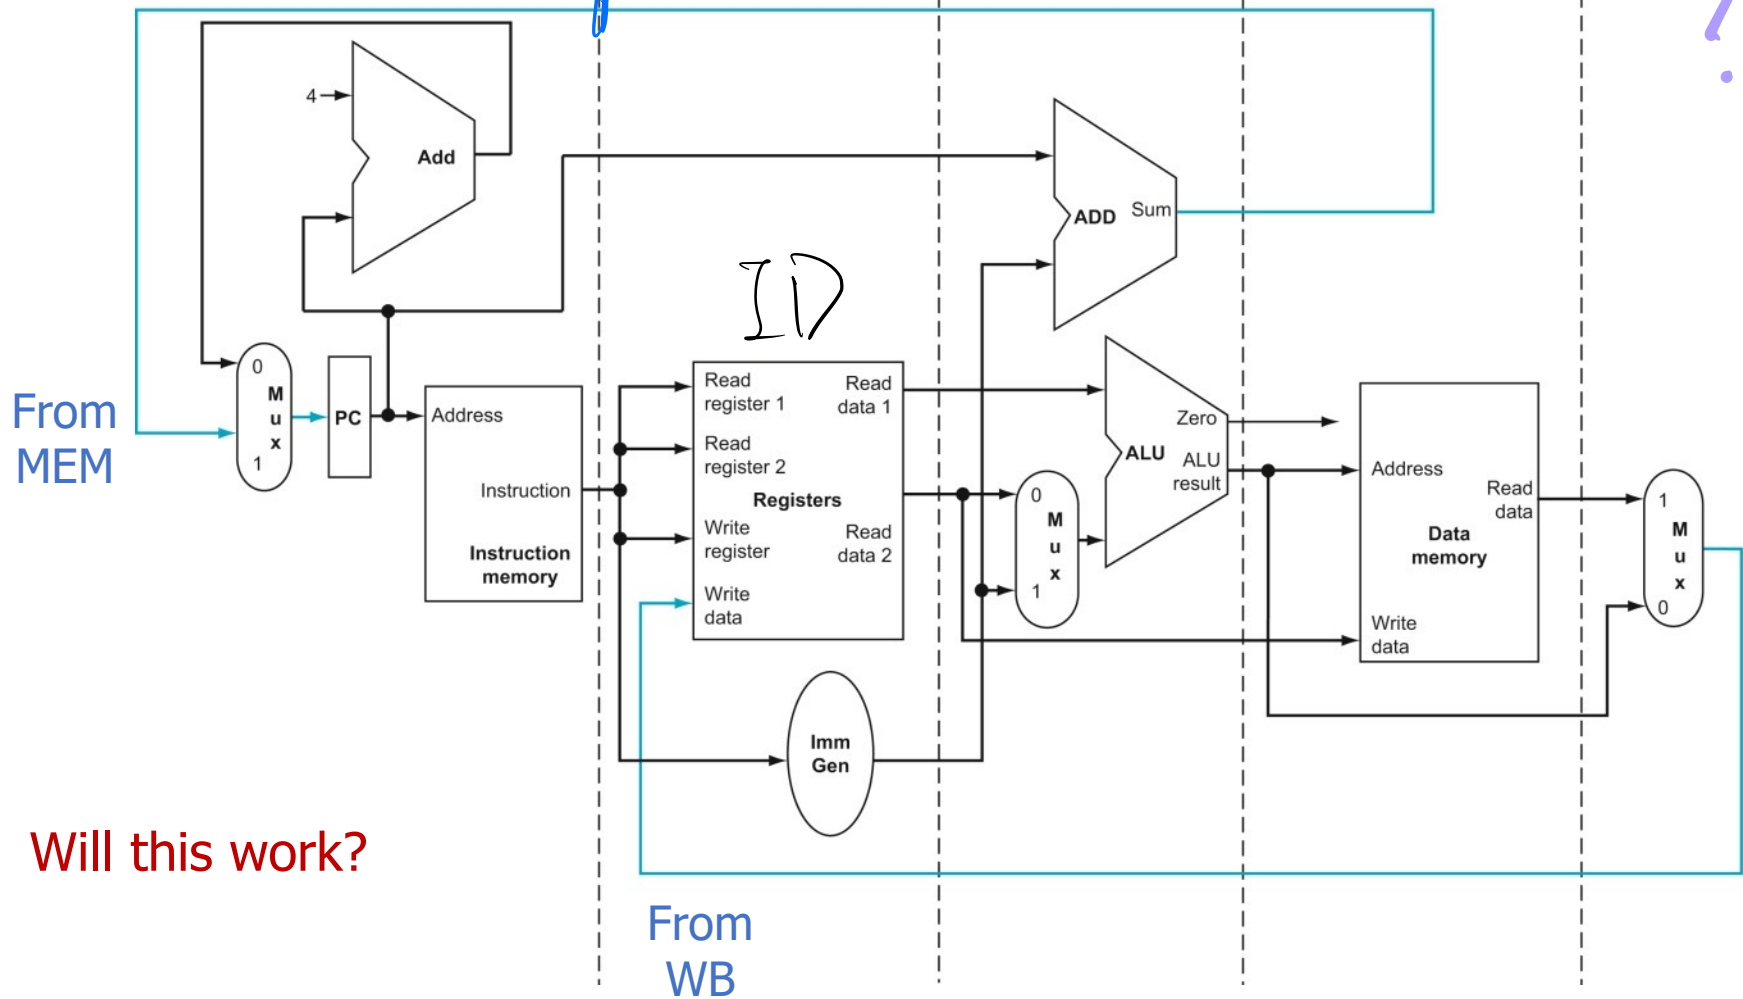 4
Add
ADD
Sum
ID
From
MEM
0
M
u
x
1
PC
Address
Instruction
Instruction
memory
Read
register 1
Read
register 2
Write
register
Write
data
Registers
Read
data 1
Read
data 2
Imm
Gen
0
M
u
x
1
Zero
ALU
ALU
result
Address
Read
data
Data
memory
Write
data
1
M
u
x
0
Will this work?
From
WB